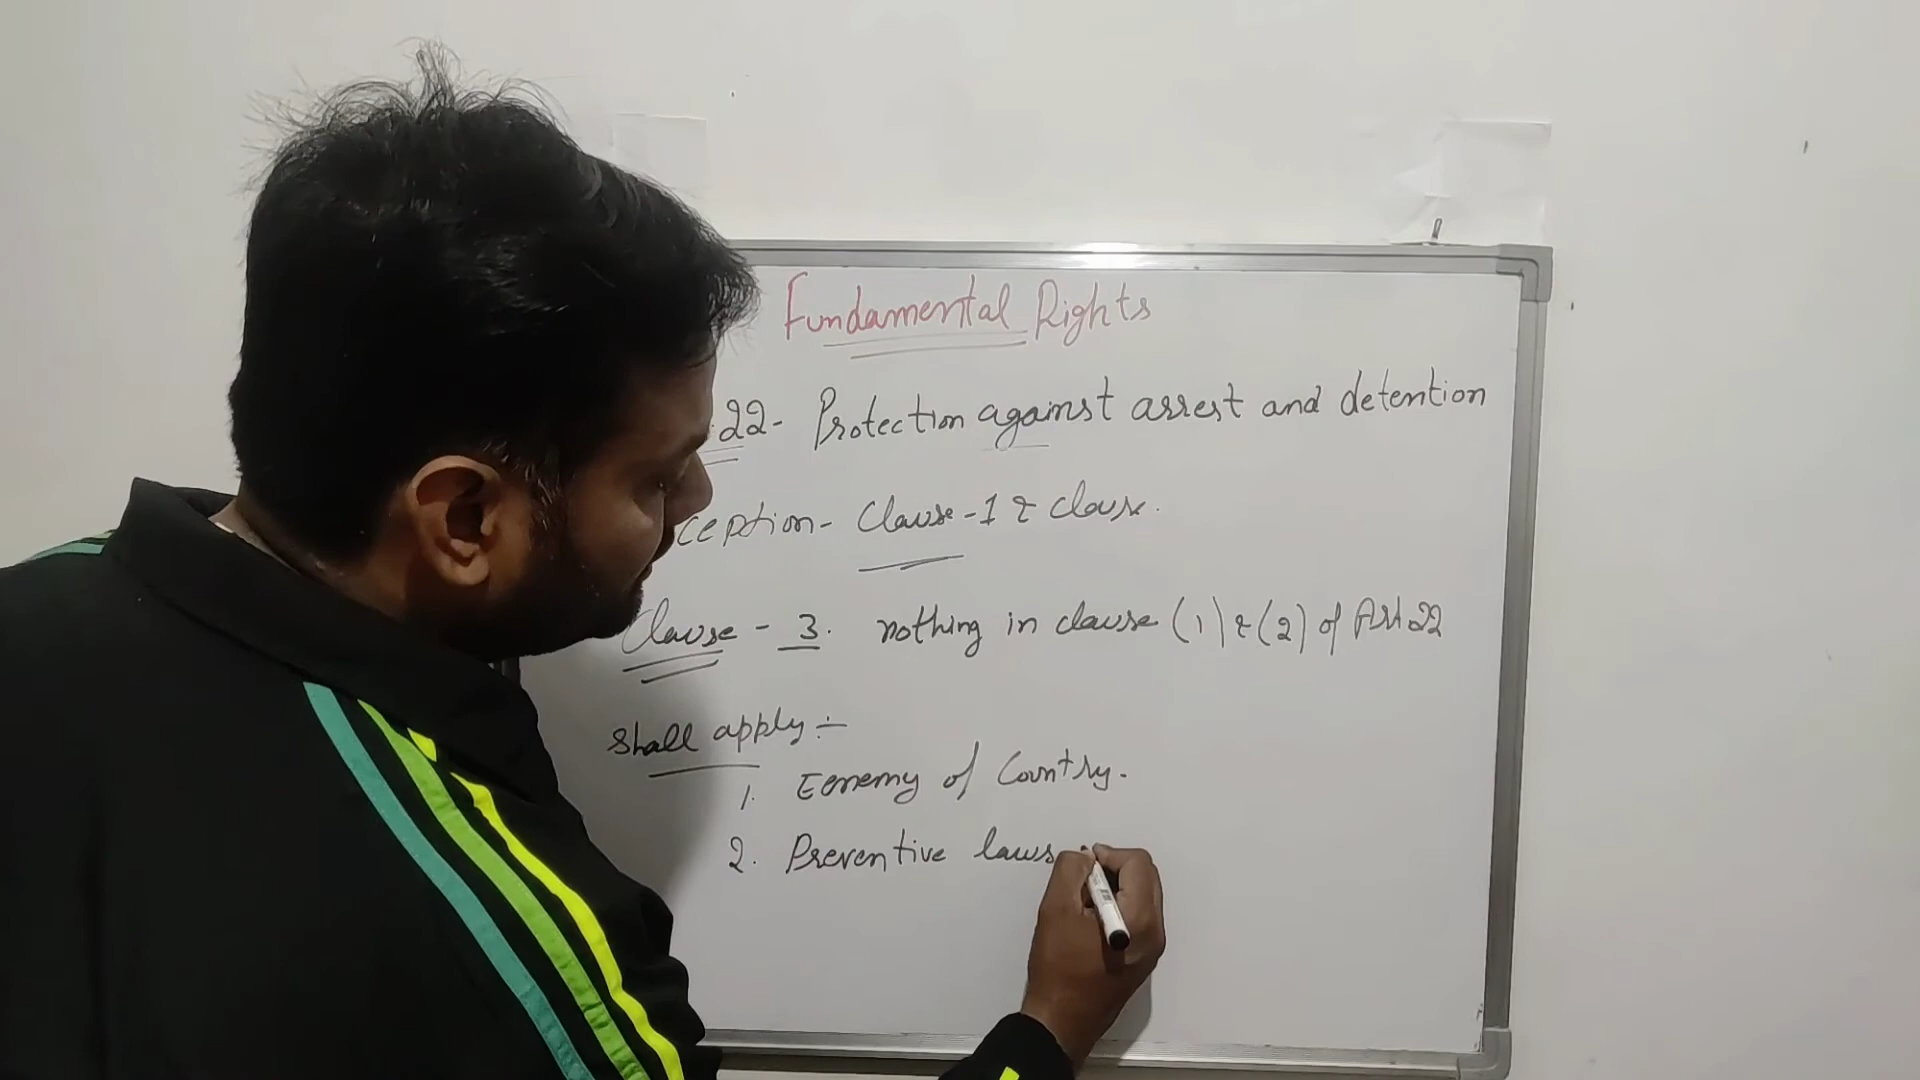 Fundamental Rights
.22- Protection against arrest and detention
ception- Clause-1 & clause.
Clause - 3. nothing in clause (1) & (2) of Art 22
Shall apply:-
1. Eenemy of Country.
2. Preventive laws